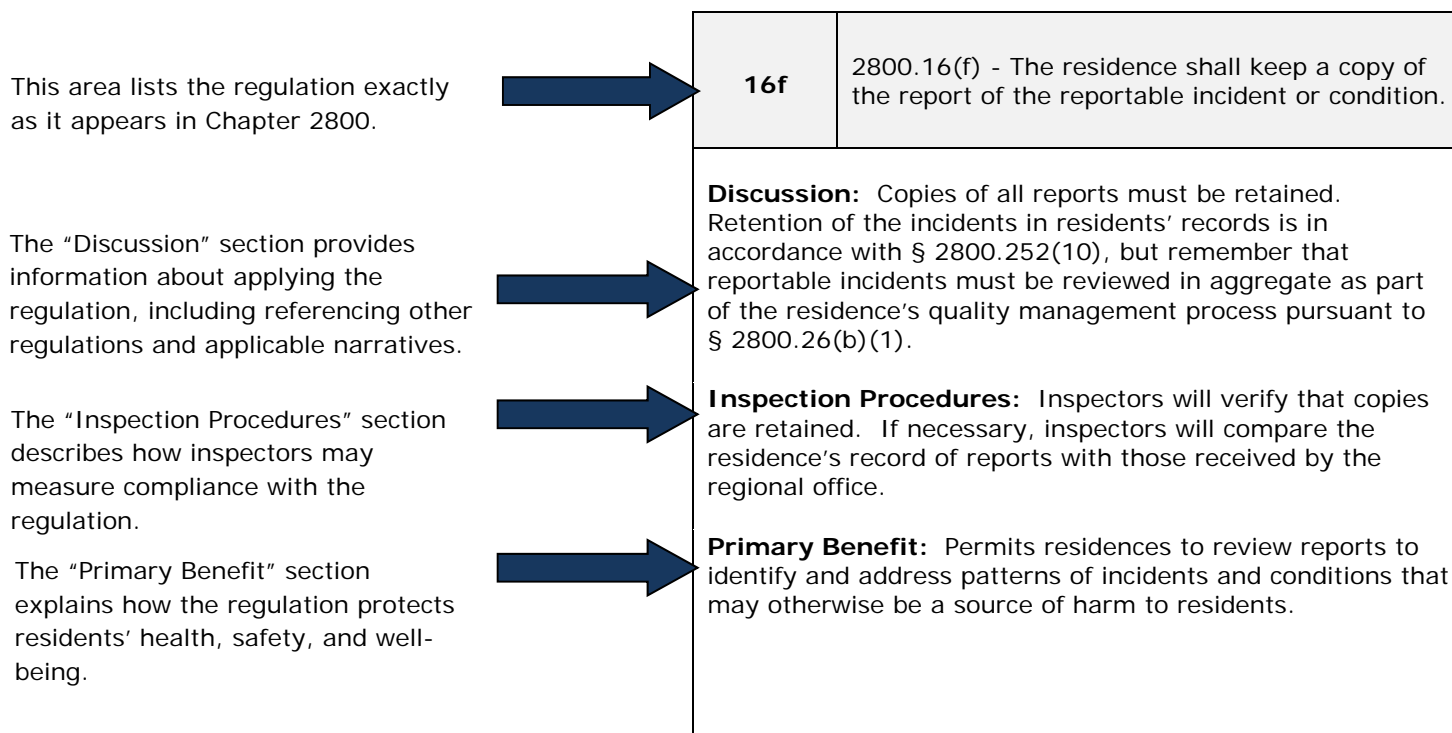 This area lists the regulation exactly
as it appears in Chapter 2800.
16f
2800.16(f) - The residence shall keep a copy of
the report of the reportable incident or condition.
The “Discussion” section provides
information about applying the
regulation, including referencing other
regulations and applicable narratives.
Discussion: Copies of all reports must be retained.
Retention of the incidents in residents’ records is in
accordance with § 2800.252(10), but remember that
reportable incidents must be reviewed in aggregate as part
of the residence’s quality management process pursuant to
§ 2800.26(b)(1).
The “Inspection Procedures” section
describes how inspectors may
measure compliance with the
regulation.
Inspection Procedures: Inspectors will verify that copies
are retained. If necessary, inspectors will compare the
residence’s record of reports with those received by the
regional office.
The “Primary Benefit” section
explains how the regulation protects
residents’ health, safety, and well-
being.
Primary Benefit: Permits residences to review reports to
identify and address patterns of incidents and conditions that
may otherwise be a source of harm to residents.